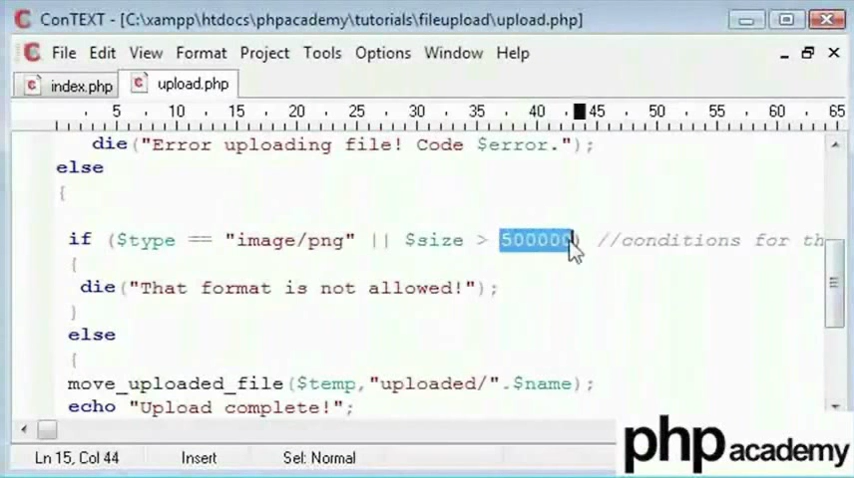 ConTEXT - [C:\xampp\htdocs\phpacademy\tutorials\fileupload\upload.php]
File Edit View Format Project Tools Options Window Help
index.php upload.php
5 10 15 20 25 30 35 40 45 50 55 60 65
die("Error uploading file! Code $error.");
else
{
if ($type == "image/png" || $size > 500000) //conditions for th
{
die("That format is not allowed!");
}
else
{
move_uploaded_file($temp,"uploaded/".$name);
echo "Upload complete!";
Ln 15, Col 44 Insert Sel: Normal
php academy